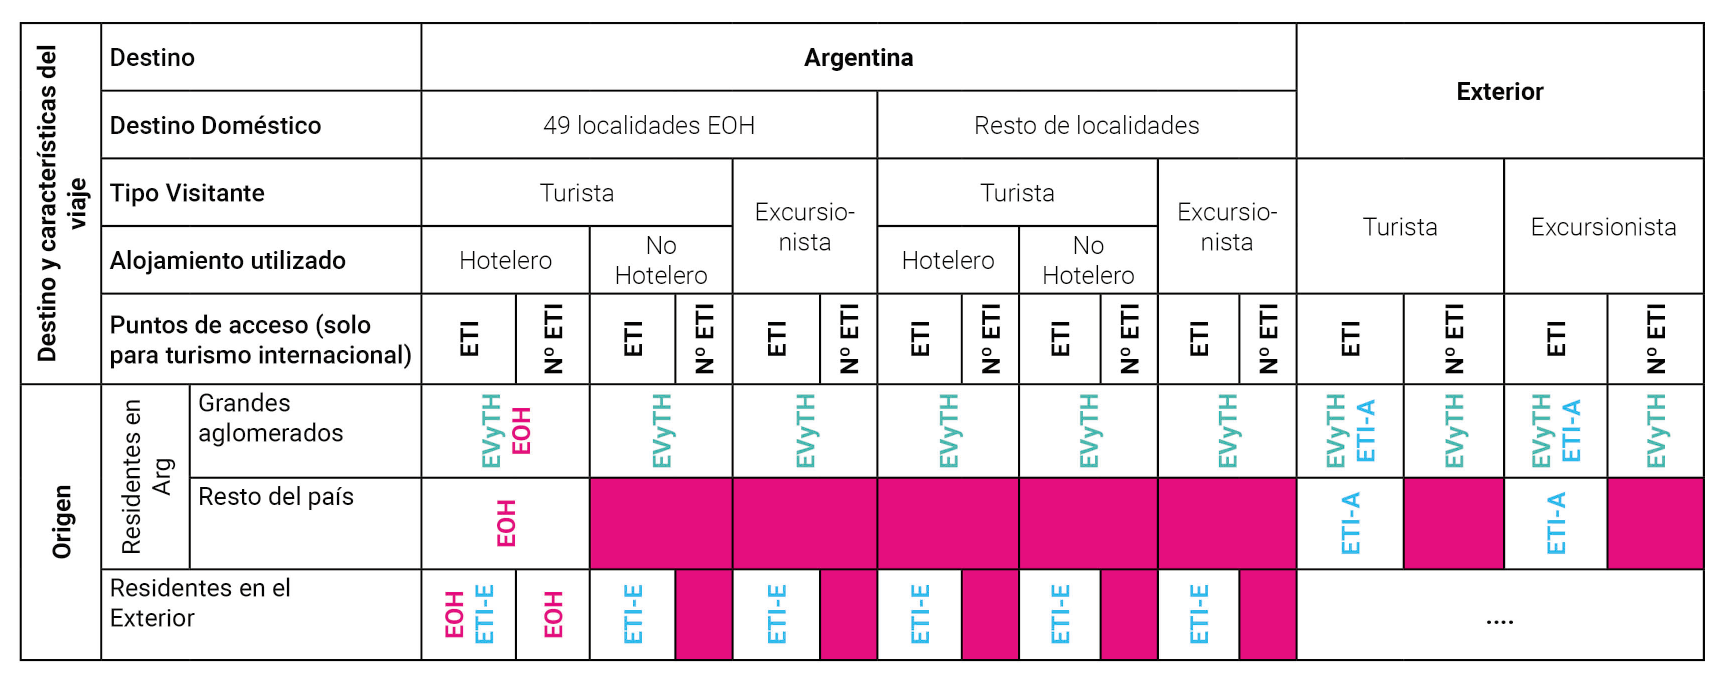 Destino y características del
viaje
Destino
Argentina
Exterior
Destino Doméstico
49 localidades EOH
Resto de localidades
Tipo Visitante
Turista
Excursio-
nista
Turista
Excursio-
nista
Turista
Excursionista
Alojamiento utilizado
Hotelero
No
Hotelero
Hotelero
No
Hotelero
Puntos de acceso (solo
para turismo internacional)
ETI
Nº ETI
ETI
Nº ETI
ETI
Nº ETI
ETI
Nº ETI
ETI
Nº ETI
ETI
Nº ETI
ETI
Nº ETI
ETI
Nº ETI
Origen
Residentes en
Arg
Grandes
aglomerados
EVyTH
EOH
EVyTH
EVyTH
EVyTH
EVyTH
EVyTH
EVyTH
ETI-A
EVyTH
EVyTH
ETI-A
EVyTH
Resto del país
EOH
ETI-A
ETI-A
Residentes en el
Exterior
EOH
ETI-E
EOH
ETI-E
ETI-E
ETI-E
ETI-E
ETI-E
....